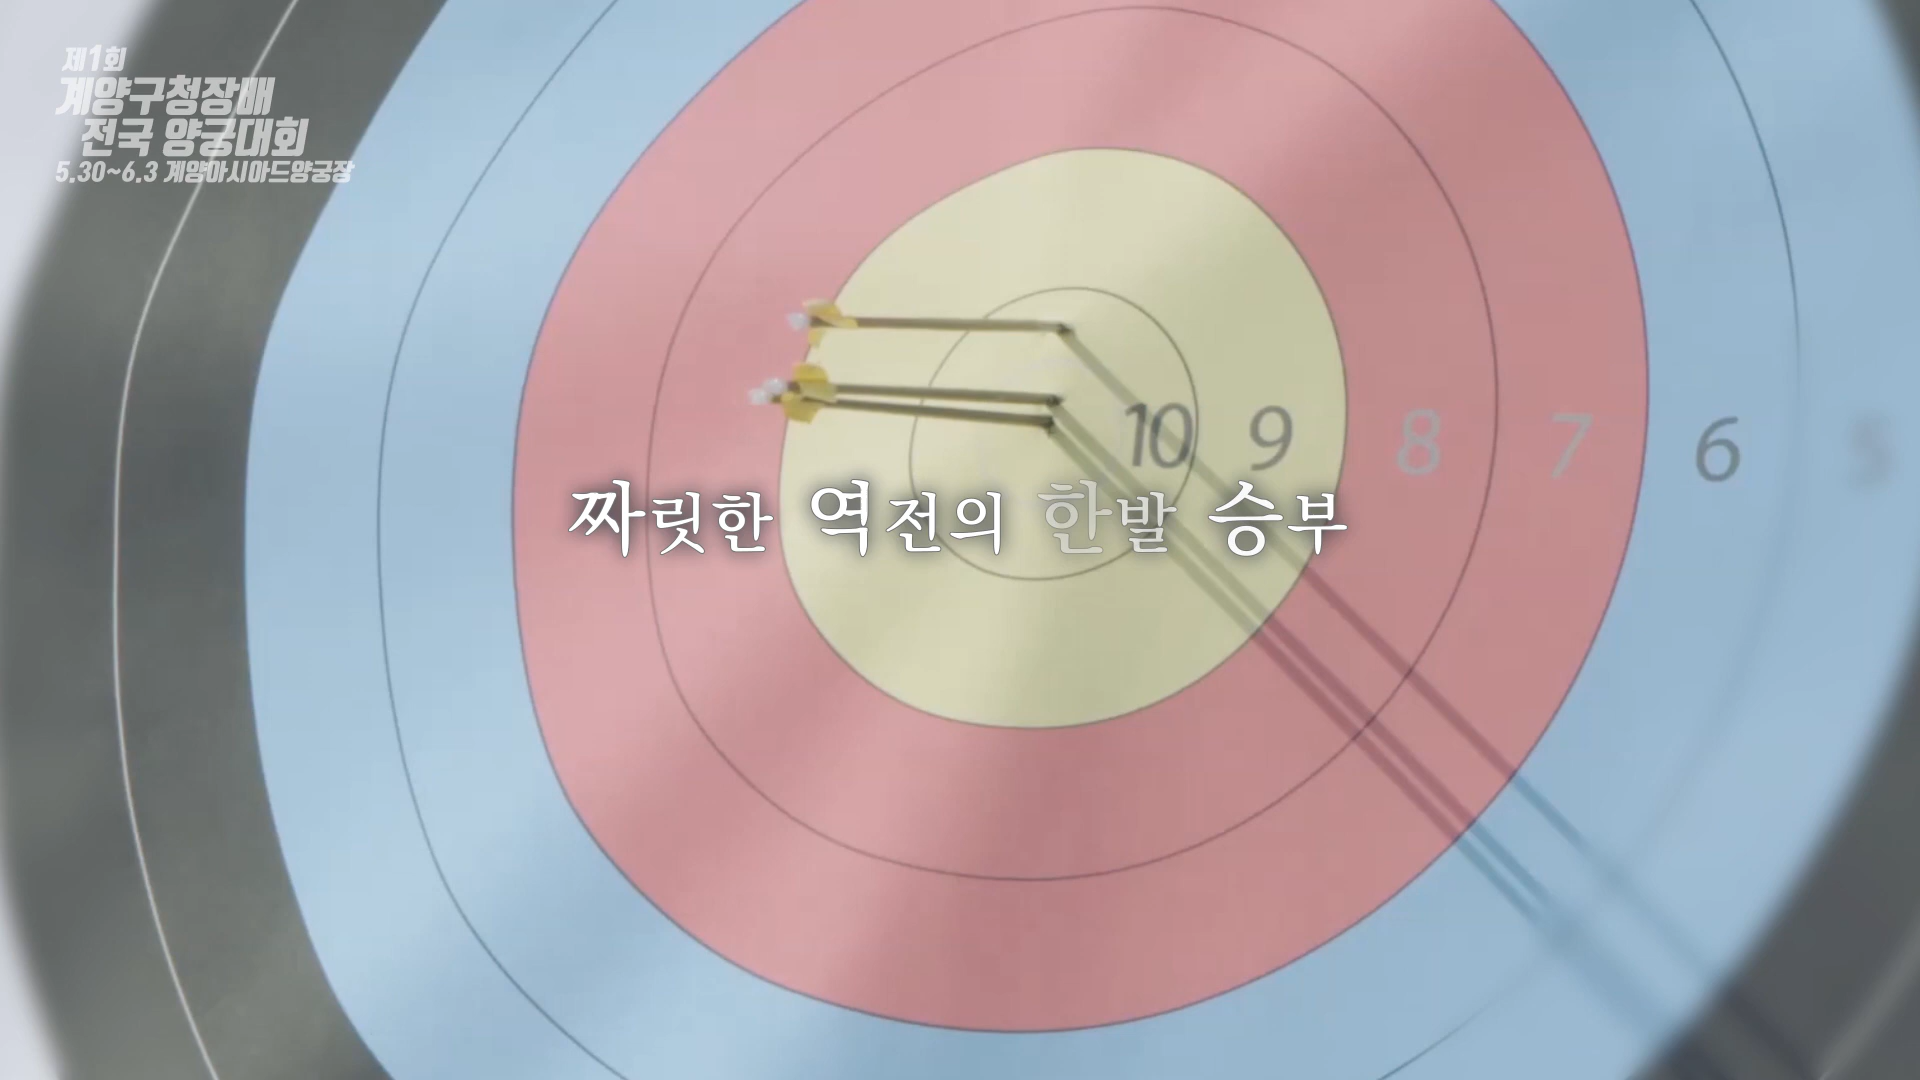 제1회
계양구청장배
전국 양궁대회
5.30~6.3 계양아시아드양궁장
10 9 8 7 6 5
짜릿한 역전의 한발 승부